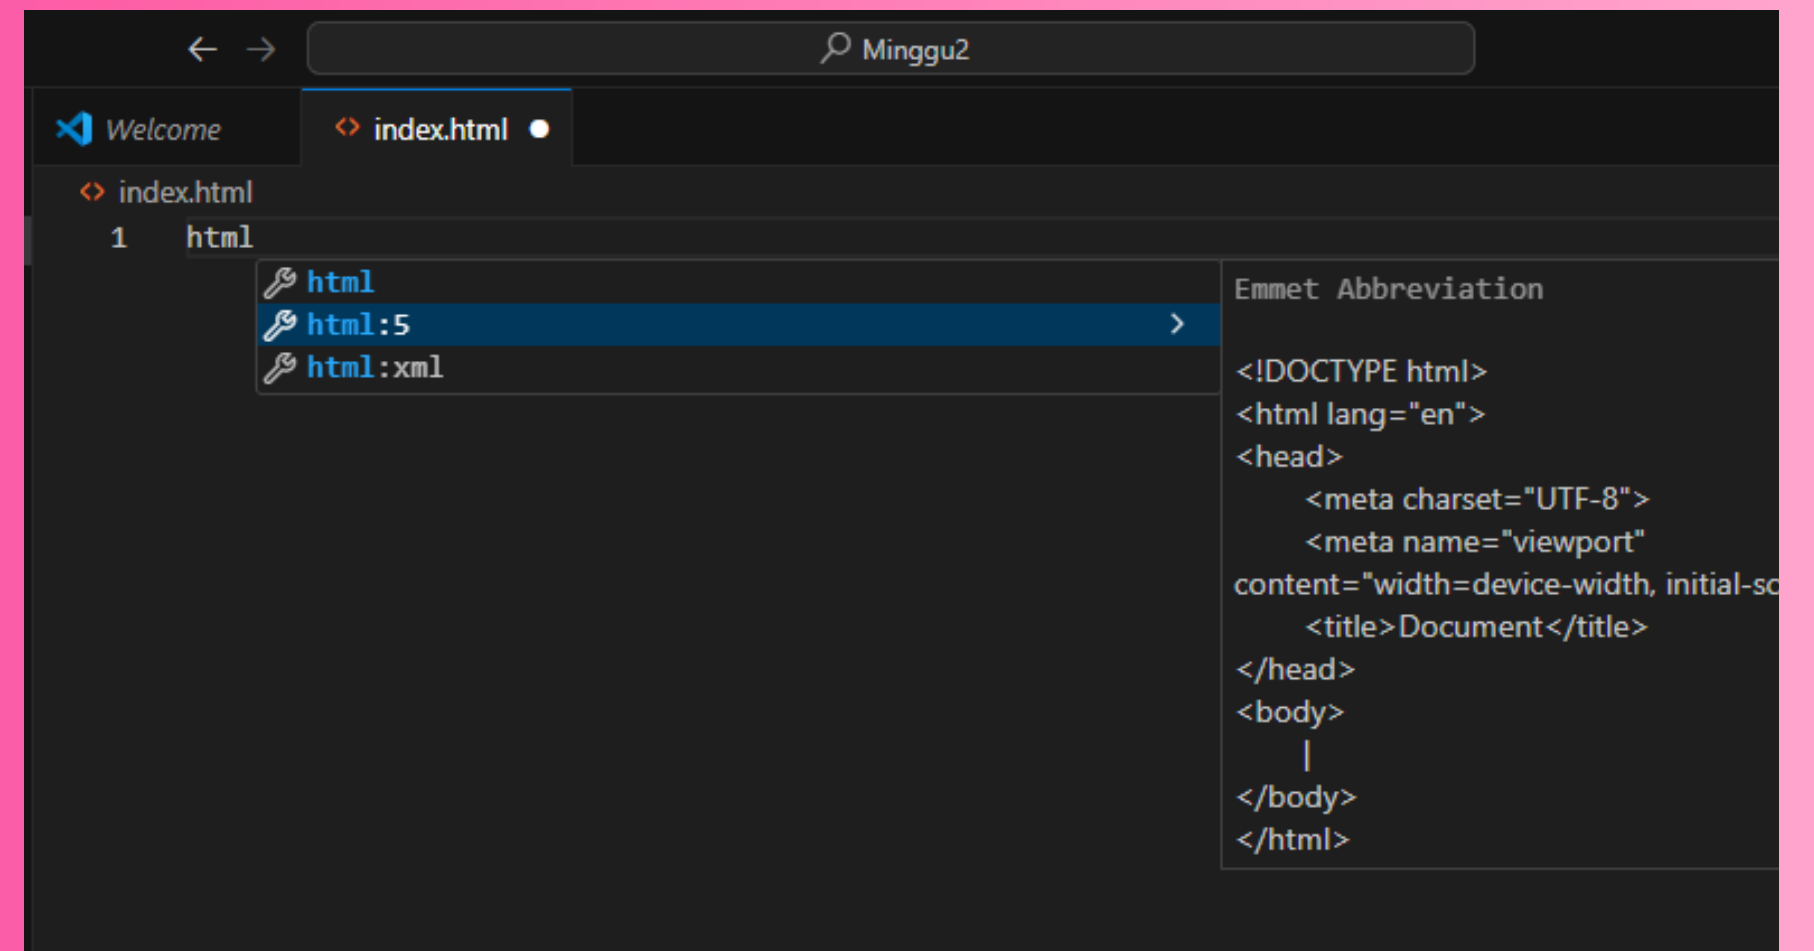 Minggu2
Welcome
index.html
index.html
1 html
html
html:5
html:xml
Emmet Abbreviation
<!DOCTYPE html>
<html lang="en">
<head>
<meta charset="UTF-8">
<meta name="viewport"
content="width=device-width, initial-sc
<title>Document</title>
</head>
<body>
|
</body>
</html>